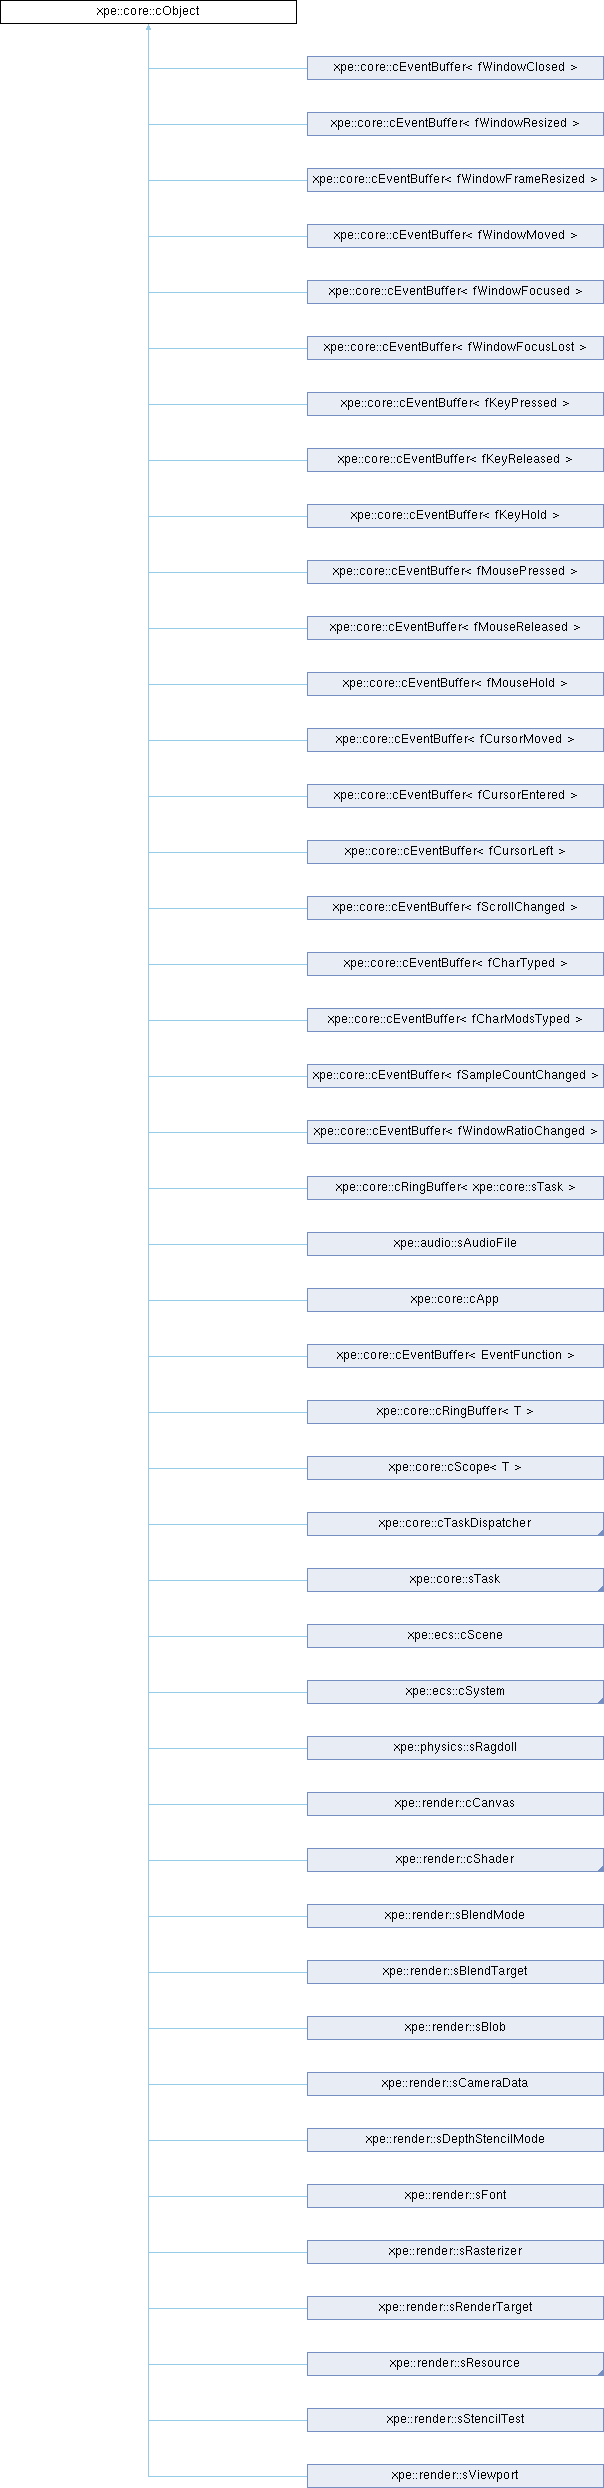 xpe::core::cObject
xpe::core::cEventBuffer< fWindowClosed >
xpe::core::cEventBuffer< fWindowResized >
xpe::core::cEventBuffer< fWindowFrameResized >
xpe::core::cEventBuffer< fWindowMoved >
xpe::core::cEventBuffer< fWindowFocused >
xpe::core::cEventBuffer< fWindowFocusLost >
xpe::core::cEventBuffer< fKeyPressed >
xpe::core::cEventBuffer< fKeyReleased >
xpe::core::cEventBuffer< fKeyHold >
xpe::core::cEventBuffer< fMousePressed >
xpe::core::cEventBuffer< fMouseReleased >
xpe::core::cEventBuffer< fMouseHold >
xpe::core::cEventBuffer< fCursorMoved >
xpe::core::cEventBuffer< fCursorEntered >
xpe::core::cEventBuffer< fCursorLeft >
xpe::core::cEventBuffer< fScrollChanged >
xpe::core::cEventBuffer< fCharTyped >
xpe::core::cEventBuffer< fCharModsTyped >
xpe::core::cEventBuffer< fSampleCountChanged >
xpe::core::cEventBuffer< fWindowRatioChanged >
xpe::core::cRingBuffer< xpe::core::sTask >
xpe::audio::sAudioFile
xpe::core::cApp
xpe::core::cEventBuffer< EventFunction >
xpe::core::cRingBuffer< T >
xpe::core::cScope< T >
xpe::core::cTaskDispatcher
xpe::core::sTask
xpe::ecs::cScene
xpe::ecs::cSystem
xpe::physics::sRagdoll
xpe::render::cCanvas
xpe::render::cShader
xpe::render::sBlendMode
xpe::render::sBlendTarget
xpe::render::sBlob
xpe::render::sCameraData
xpe::render::sDepthStencilMode
xpe::render::sFont
xpe::render::sRasterizer
xpe::render::sRenderTarget
xpe::render::sResource
xpe::render::sStencilTest
xpe::render::sViewport